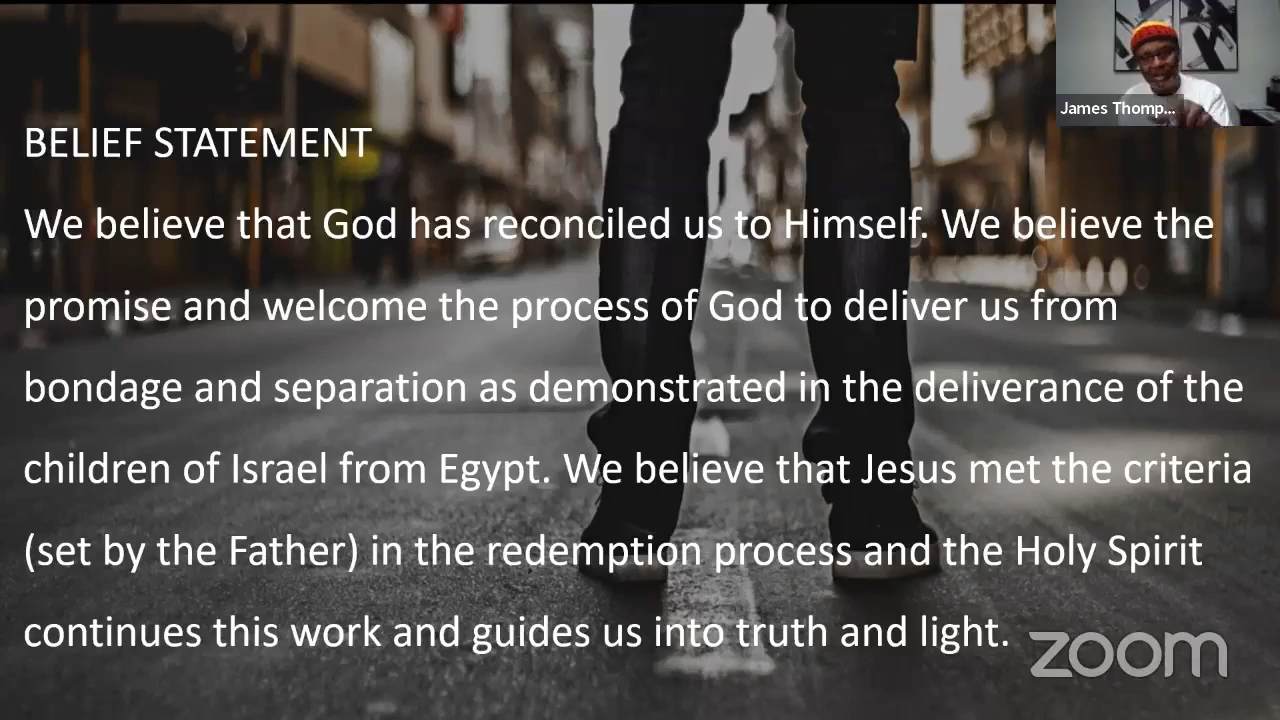 James Thomp...
BELIEF STATEMENT
We believe that God has reconciled us to Himself. We believe the
promise and welcome the process of God to deliver us from
bondage and separation as demonstrated in the deliverance of the
children of Israel from Egypt. We believe that Jesus met the criteria
(set by the Father) in the redemption process and the Holy Spirit
continues this work and guides us into truth and light.
zoom